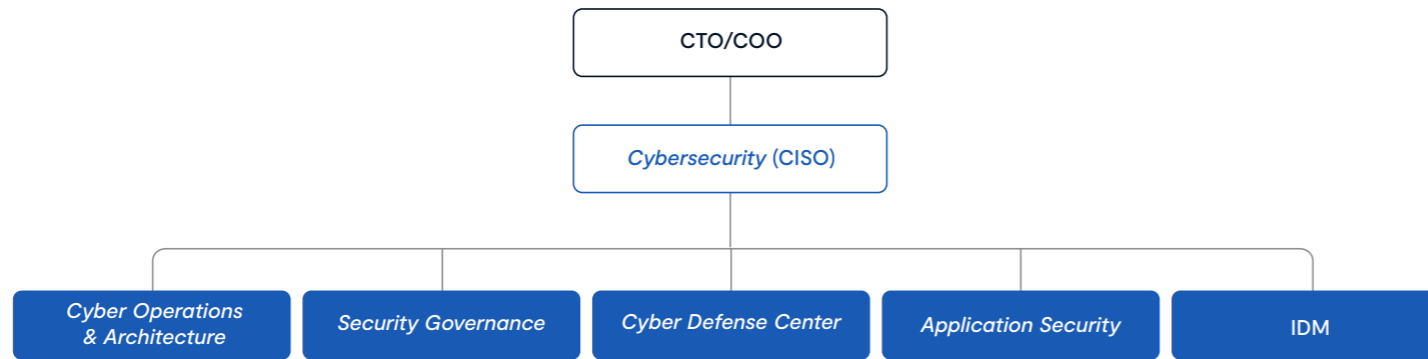 CTO/COO
Cybersecurity (CISO)
Cyber Operations
& Architecture
Security Governance
Cyber Defense Center
Application Security
IDM